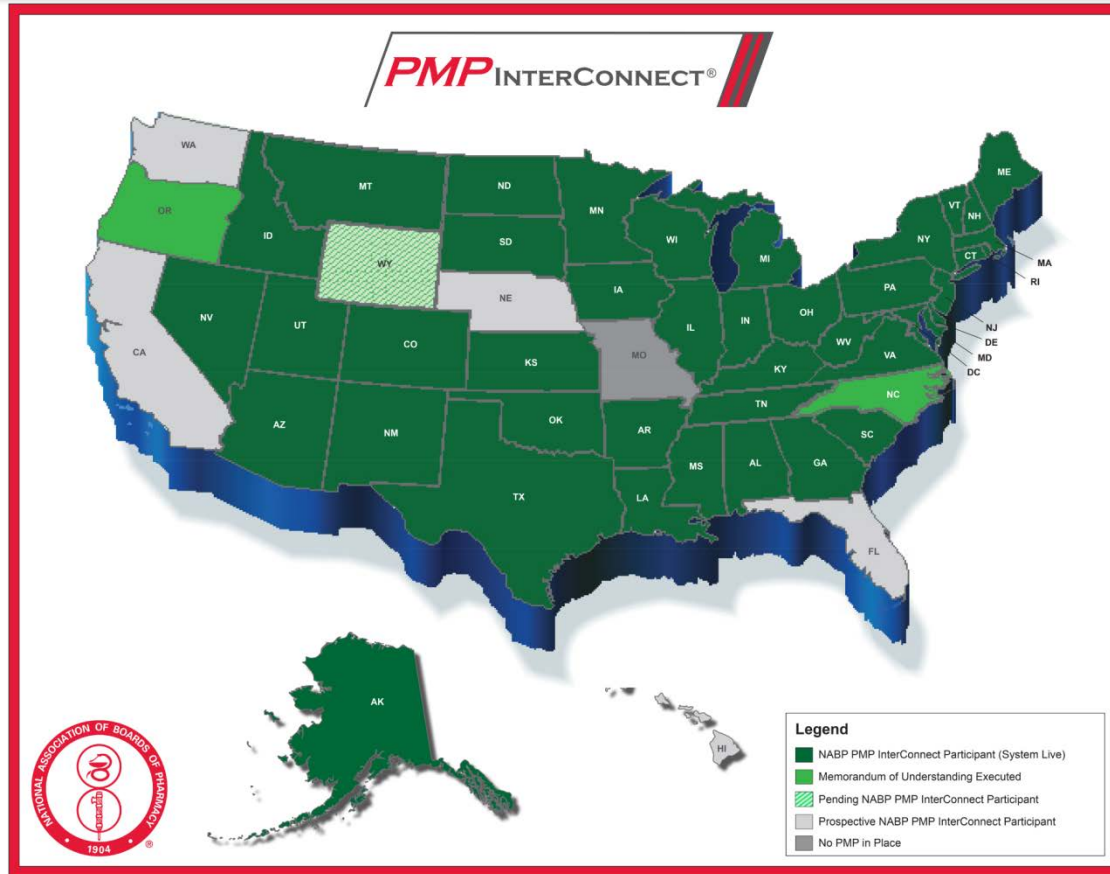 PMP INTERCONNECT®
WA
MT
ND
MN
ME
VT
NH
OR
ID
SD
WI
MI
NY
MA
CT
RI
WY
IA
PA
NE
NV
UT
CO
IL
IN
OH
NJ
DE
MD
DC
WV
VA
CA
KS
MO
KY
NC
TN
AZ
NM
OK
AR
SC
MS
AL
GA
TX
LA
FL
AK
HI
NATIONAL ASSOCIATION OF BOARDS OF PHARMACY
• 1904 •
®
Legend
NABP PMP InterConnect Participant (System Live)
Memorandum of Understanding Executed
Pending NABP PMP InterConnect Participant
Prospective NABP PMP InterConnect Participant
No PMP in Place